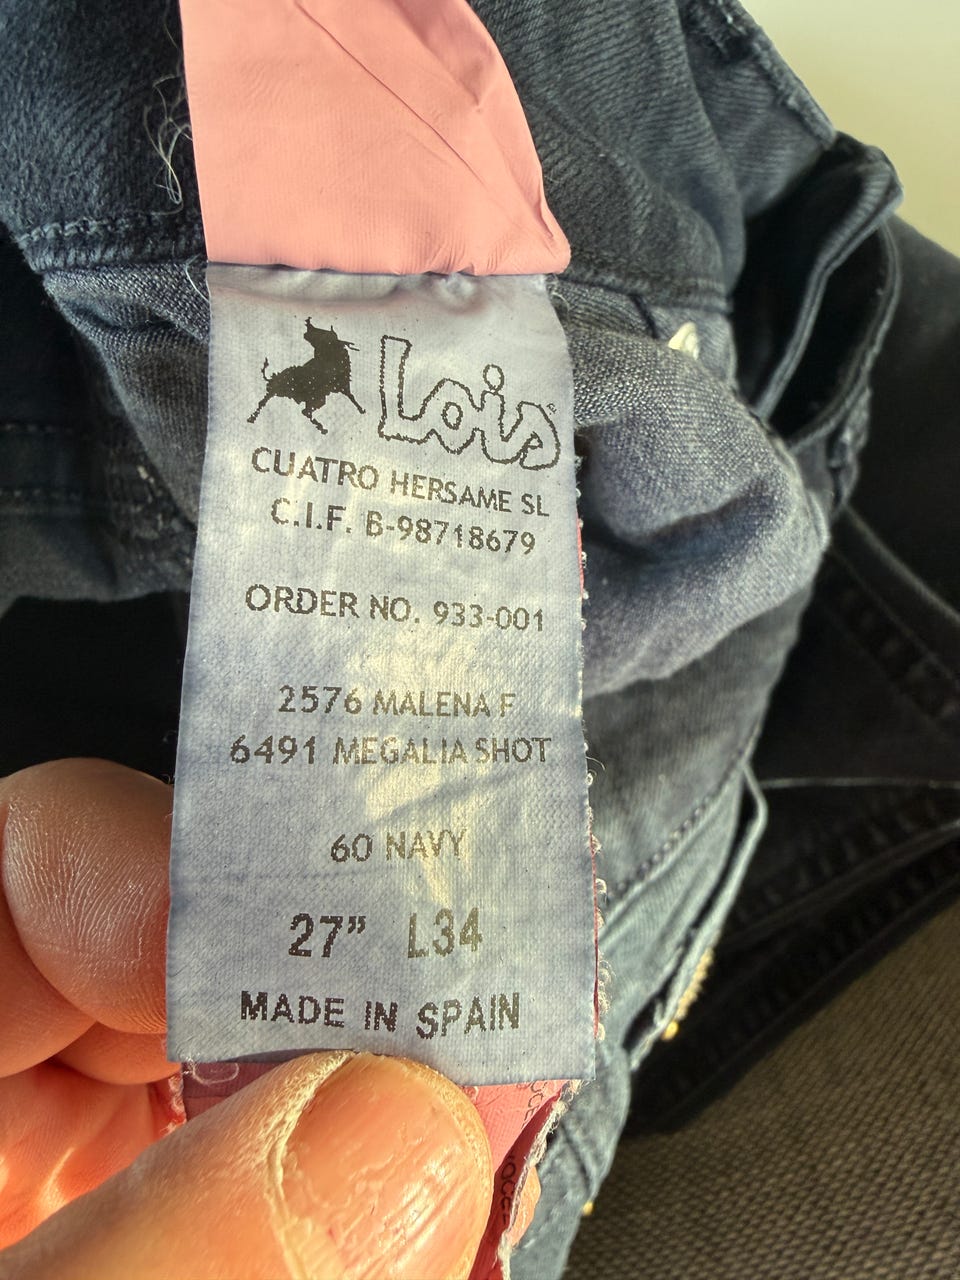 Lois
CUATRO HERSAME SL
C.I.F. B-98718679
ORDER NO. 933-001
2576 MALENA F
6491 MEGALIA SHOT
60 NAVY
27” L34
MADE IN SPAIN